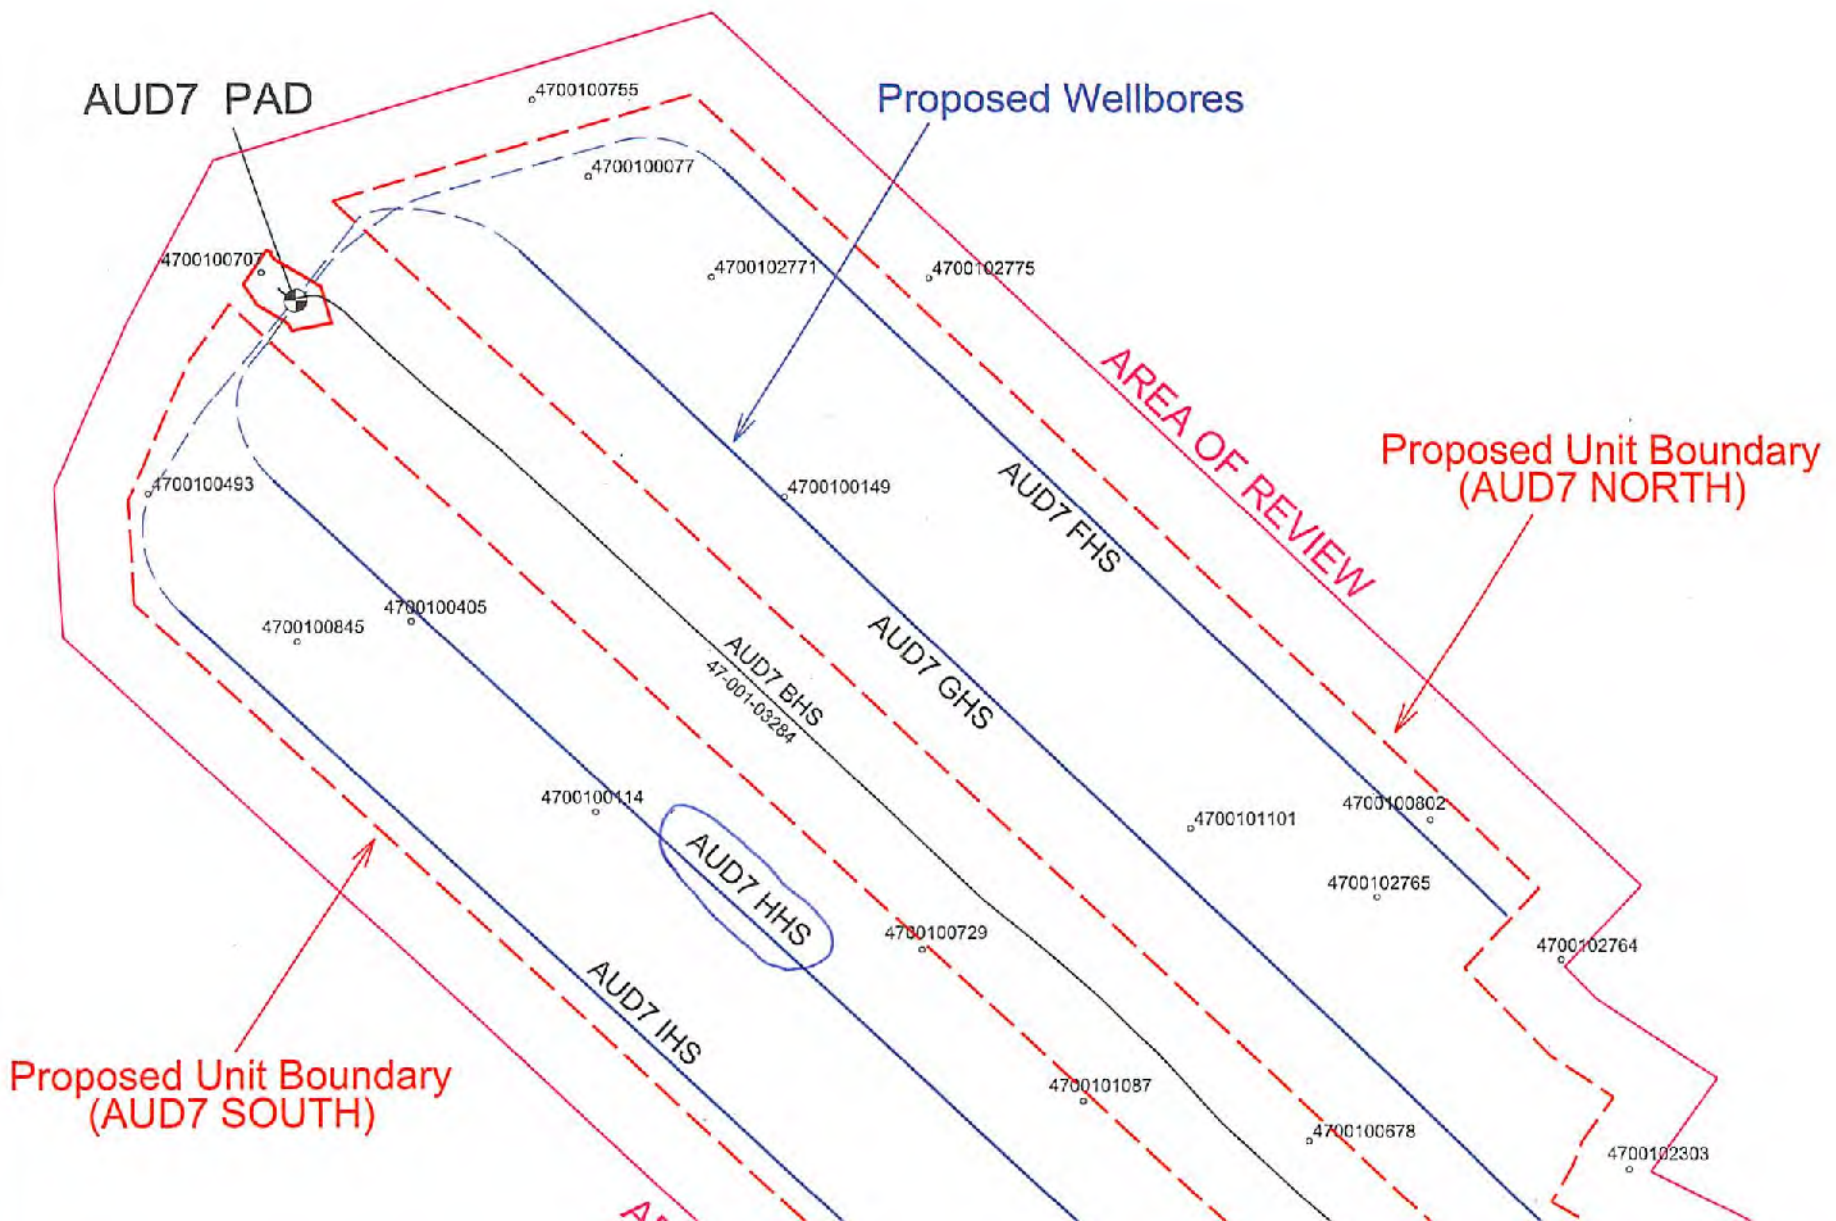 4700100755
AUD7 PAD
Proposed Wellbores
4700100077
4700100707
4700102771
4700102775
AREA OF REVIEW
Proposed Unit Boundary
(AUD7 NORTH)
4700100493
4700100149
AUD7 FHS
4700100405
4700100845
AUD7 BHS
47-001-03284
AUD7 GHS
4700100114
4700101101
4700100802
AUD7 HHS
4700102765
4700100729
4700102764
AUD7 IHS
Proposed Unit Boundary
(AUD7 SOUTH)
4700101087
4700100678
4700102303